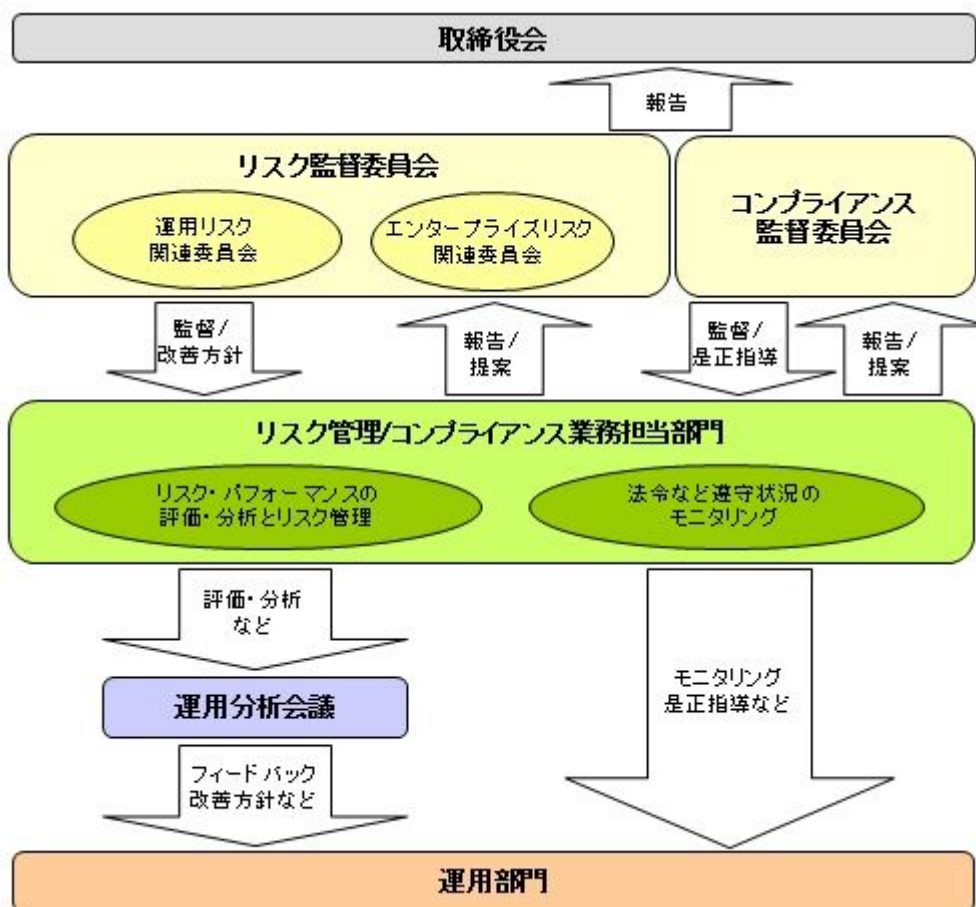 取締役会
報告
リスク監督委員会
運用リスク
関連委員会
エンタープライズリスク
関連委員会
コンプライアンス
監督委員会
監督/
改善方針
報告/
提案
監督/
是正指導
報告/
提案
リスク管理/コンプライアンス業務担当部門
リスク・パフォーマンスの
評価・分析とリスク管理
法令など遵守状況の
モニタリング
評価・分析
など
運用分析会議
モニタリング
是正指導など
フィードバック
改善方針など
運用部門